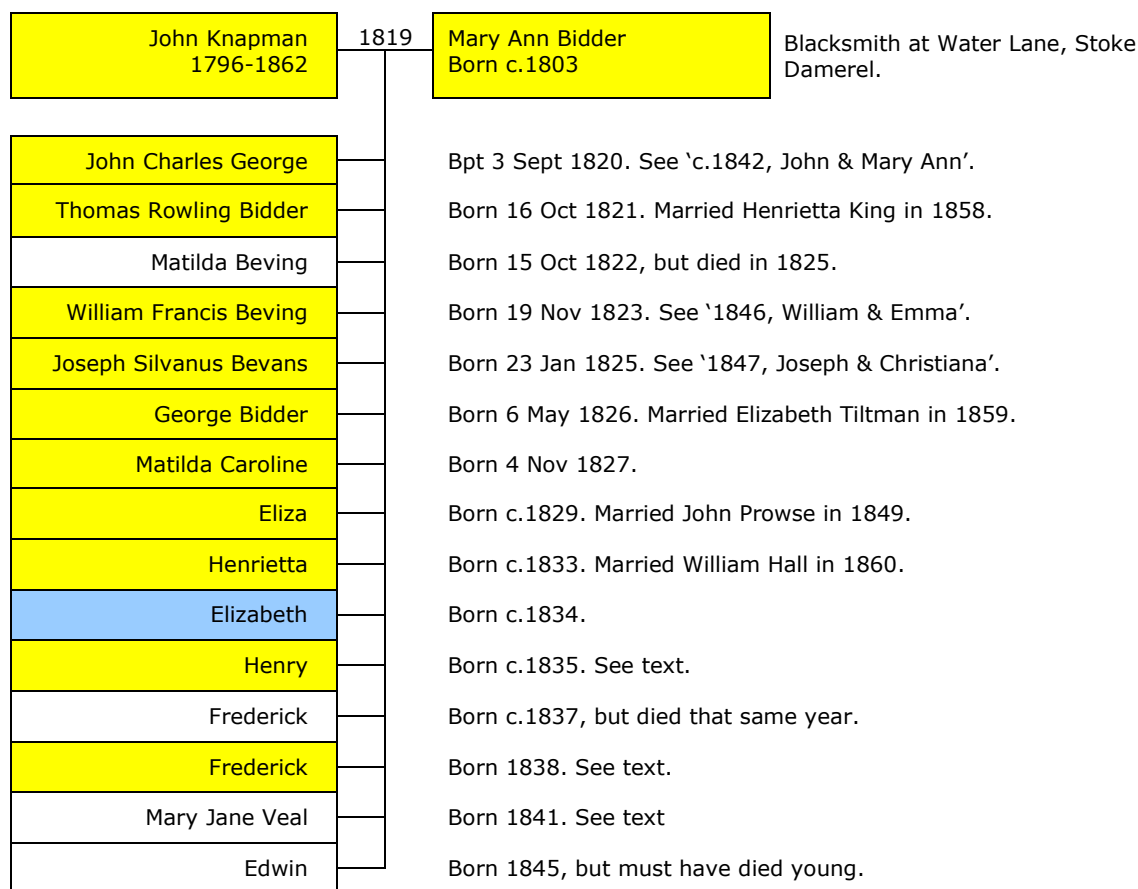 John Knapman
1796-1862
1819
Mary Ann Bidder
Born c.1803
Blacksmith at Water Lane, Stoke
Damerel.
John Charles George Bpt 3 Sept 1820. See ‘c.1842, John & Mary Ann’.
Thomas Rowling Bidder Born 16 Oct 1821. Married Henrietta King in 1858.
Matilda Beving Born 15 Oct 1822, but died in 1825.
William Francis Beving Born 19 Nov 1823. See ‘1846, William & Emma’.
Joseph Silvanus Bevans Born 23 Jan 1825. See ‘1847, Joseph & Christiana’.
George Bidder Born 6 May 1826. Married Elizabeth Tiltman in 1859.
Matilda Caroline Born 4 Nov 1827.
Eliza Born c.1829. Married John Prowse in 1849.
Henrietta Born c.1833. Married William Hall in 1860.
Elizabeth Born c.1834.
Henry Born c.1835. See text.
Frederick Born c.1837, but died that same year.
Frederick Born 1838. See text.
Mary Jane Veal Born 1841. See text
Edwin Born 1845, but must have died young.